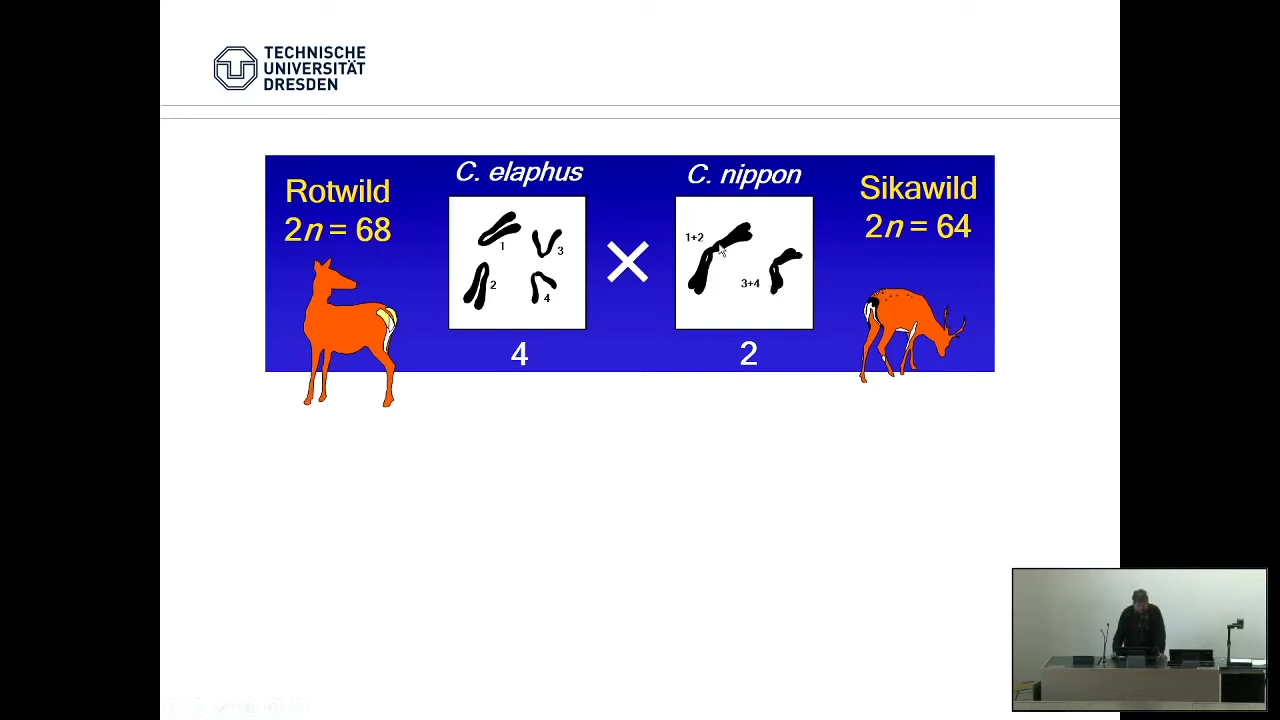 TECHNISCHE
UNIVERSITÄT
DRESDEN
Rotwild
2n = 68
C. elaphus
1
3
2
4
4
×
C. nippon
1+2
3+4
2
Sikawild
2n = 64